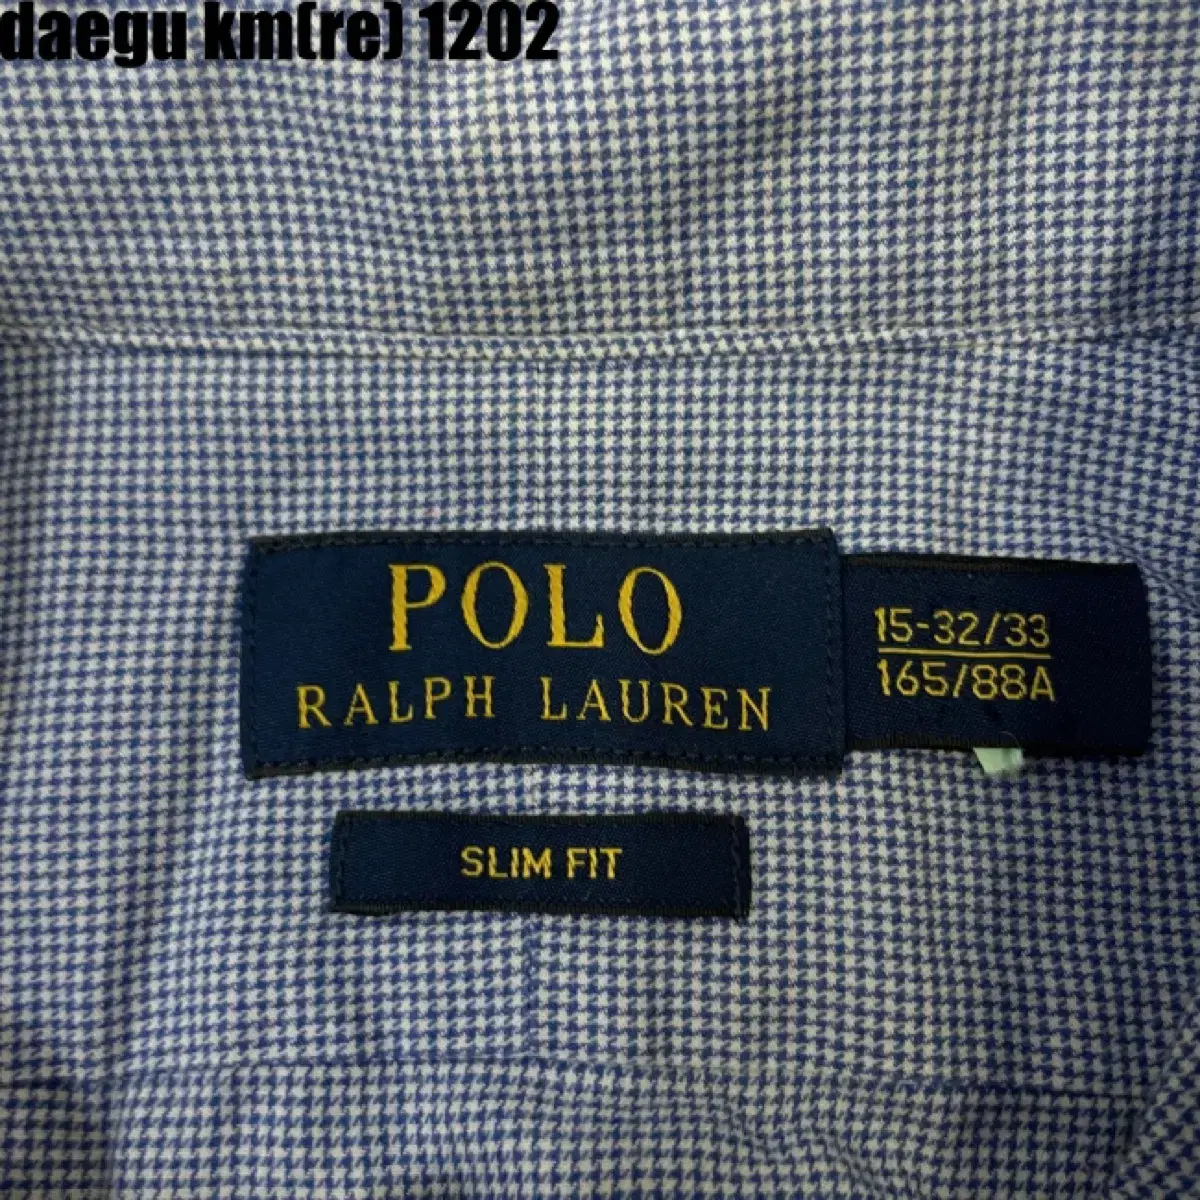 daegu km(re) 1202
POLO
RALPH LAUREN
15-32/33
165/88A
SLIM FIT